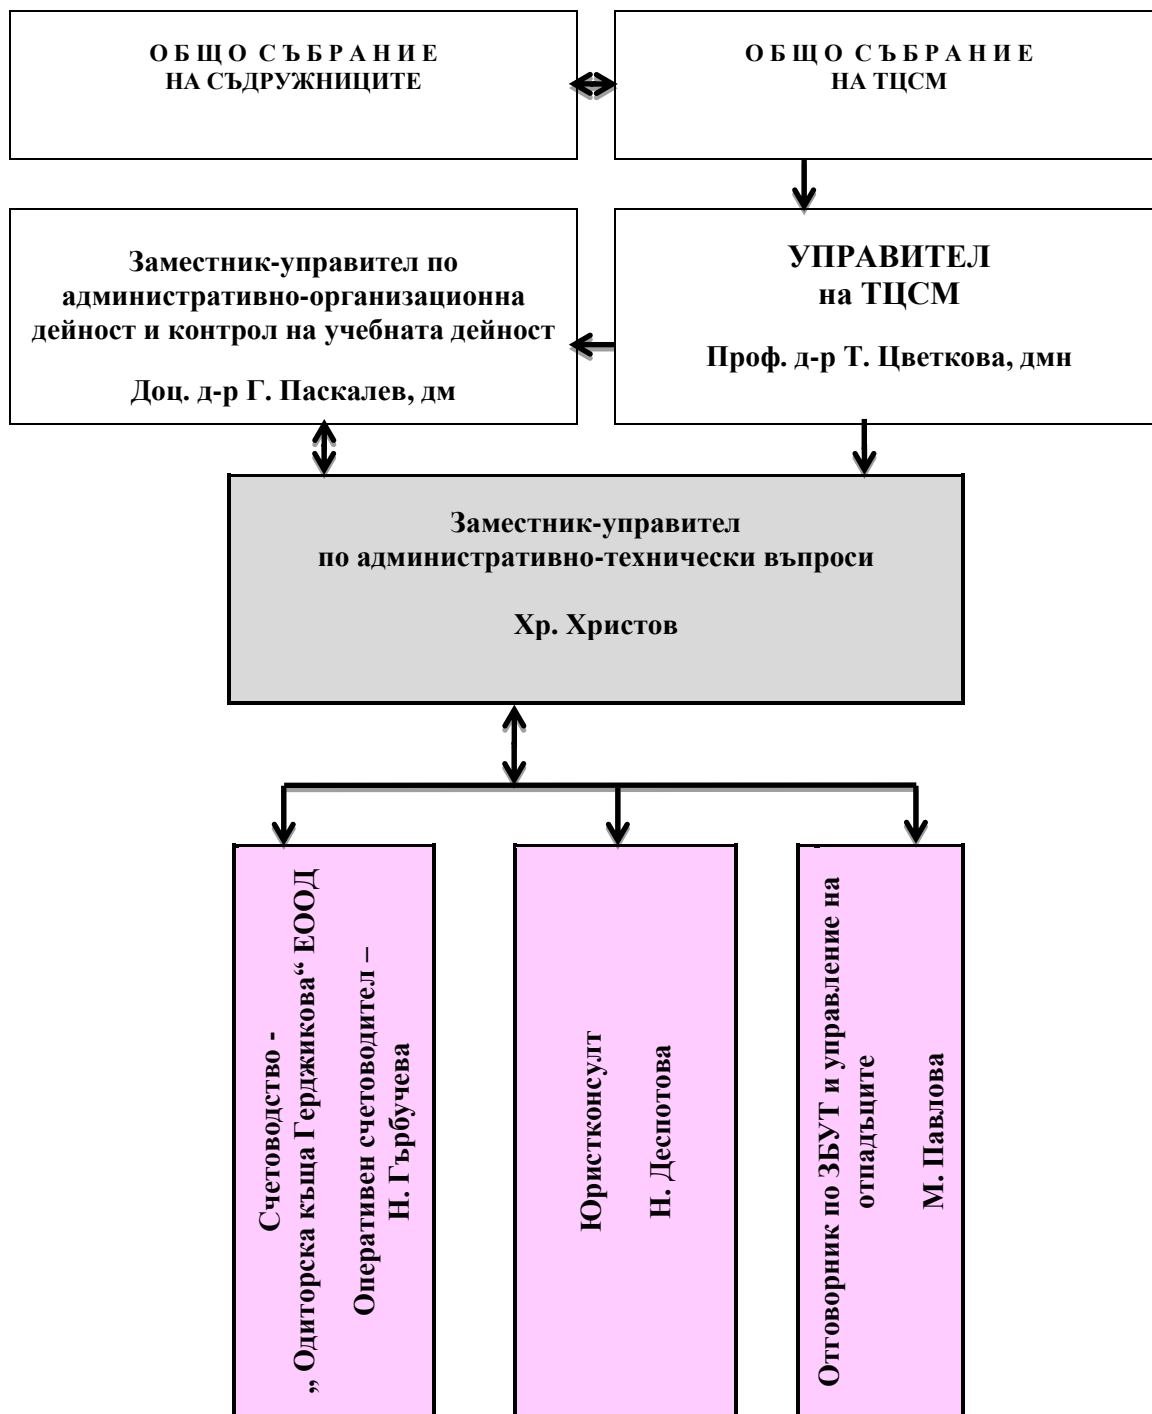 О Б Щ О С Ъ Б Р А Н И Е
НА СЪДРУЖНИЦИТЕ
О Б Щ О С Ъ Б Р А Н И Е
НА ТЦСМ
Заместник-управител по
административно-организационна
дейност и контрол на учебната дейност
Доц. д-р Г. Паскалев, дм
УПРАВИТЕЛ
на ТЦСМ
Проф. д-р Т. Цветкова, дмн
Заместник-управител
по административно-технически въпроси
Хр. Христов
Счетоводство -
„ Одиторска къща Герджикова“ ЕООД
Оперативен счетоводител –
Н. Гърбучева
Юристконсулт
Н. Деспотова
Отговорник по ЗБУТ и управление на
отпадъците
М. Павлова